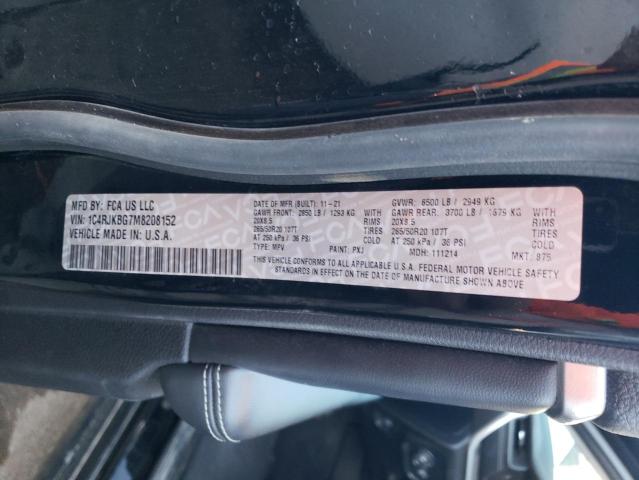 MFD BY: FCA US LLC
VIN: 1C4RJKBG7M8208152
VEHICLE MADE IN: U.S.A.
DATE OF MFR (BUILT): 11-21
GVWR: 6500 LB / 2949 KG
GAWR FRONT: 2850 LB / 1293 KG
GAWR REAR: 3700 LB / 1679 KG
20X8.5 RIMS
20X8.5 RIMS
265/50R20 107T TIRES
265/50R20 107T TIRES
AT 250 kPa / 36 PSI COLD
AT 250 kPa / 36 PSI COLD
TYPE: MPV
PAINT: PXJ
MDH: 111214
MKT: 875
THIS VEHICLE CONFORMS TO ALL APPLICABLE U.S.A. FEDERAL MOTOR VEHICLE SAFETY
STANDARDS IN EFFECT ON THE DATE OF MANUFACTURE SHOWN ABOVE